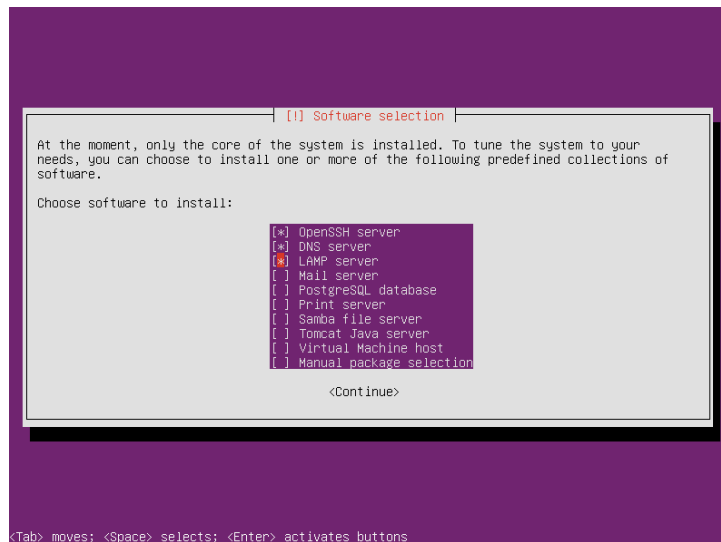 [!] Software selection
At the moment, only the core of the system is installed. To tune the system to your
needs, you can choose to install one or more of the following predefined collections of
software.
Choose software to install:
[*] OpenSSH server
[*] DNS server
[*] LAMP server
[ ] Mail server
[ ] PostgreSQL database
[ ] Print server
[ ] Samba file server
[ ] Tomcat Java server
[ ] Virtual Machine host
[ ] Manual package selection
<Continue>
<Tab> moves; <Space> selects; <Enter> activates buttons